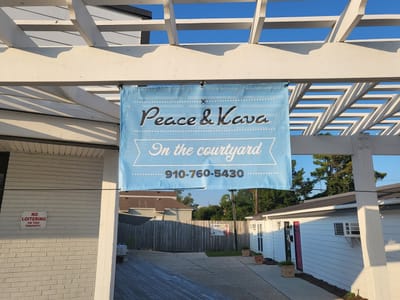 Peace & Kava
In the courtyard
910-760-5430
NO
LOITERING